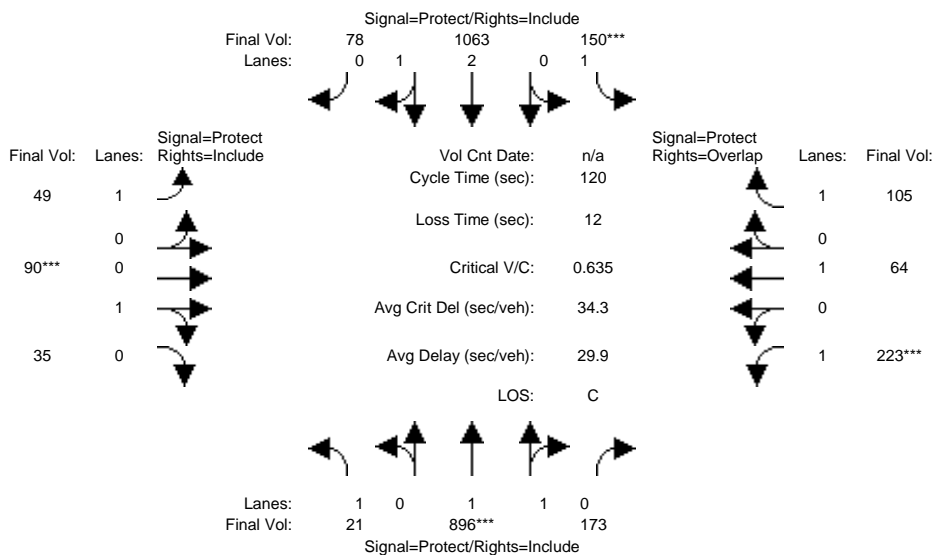 Signal=Protect/Rights=Include
Final Vol: 78 1063 150***
Lanes: 0 1 2 0 1
Signal=Protect
Final Vol: Lanes: Rights=Include
Vol Cnt Date: n/a
Signal=Protect
Rights=Overlap Lanes: Final Vol:
Cycle Time (sec): 120
49 1
1 105
Loss Time (sec): 12
0
0
90*** 0
Critical V/C: 0.635
1 64
1
Avg Crit Del (sec/veh): 34.3
0
35 0
Avg Delay (sec/veh): 29.9
1 223***
LOS: C
Lanes: 1 0 1 1 0
Final Vol: 21 896*** 173
Signal=Protect/Rights=Include